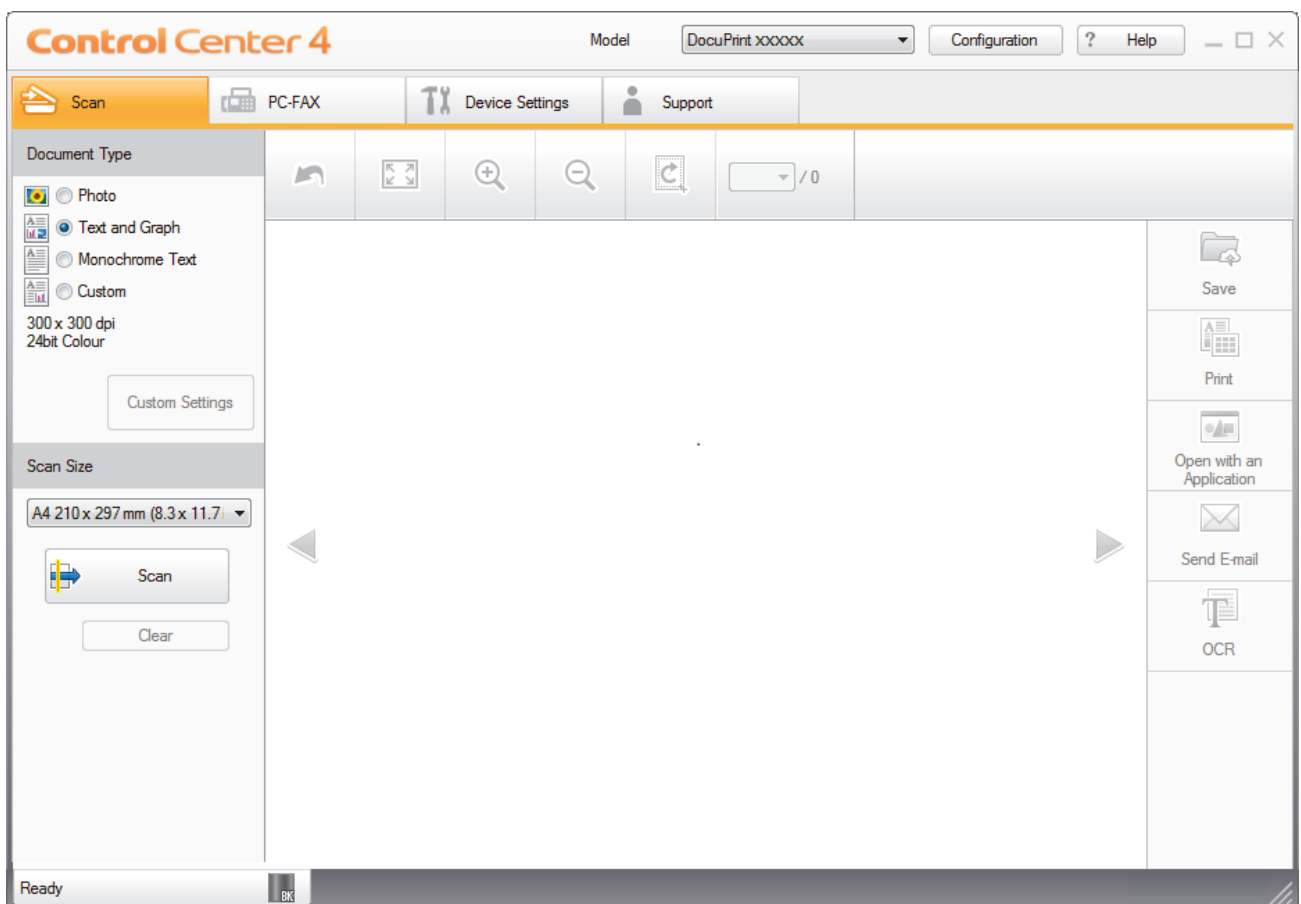 Control Center 4
Model
DocuPrint XXXXX
Configuration
? Help
Scan
PC-FAX
Device Settings
Support
Document Type
Photo
Text and Graph
Monochrome Text
Custom
300 x 300 dpi
24bit Colour
Custom Settings
Scan Size
A4 210 x 297 mm (8.3 x 11.7
Scan
Clear
/ 0
Save
Print
Open with an
Application
Send E-mail
OCR
Ready
BK